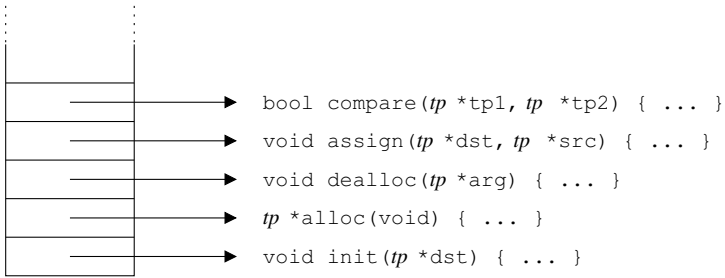 bool compare(tp *tp1, tp *tp2) { ... }
void assign(tp *dst, tp *src) { ... }
void dealloc(tp *arg) { ... }
tp *alloc(void) { ... }
void init(tp *dst) { ... }